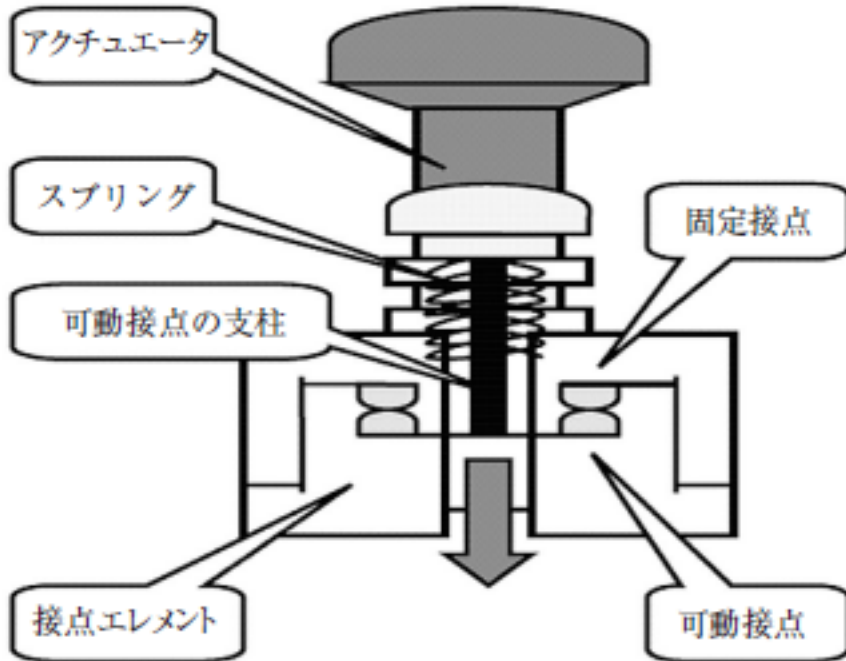 アクチュエータ
スプリング
固定接点
可動接点の支柱
接点エレメント
可動接点